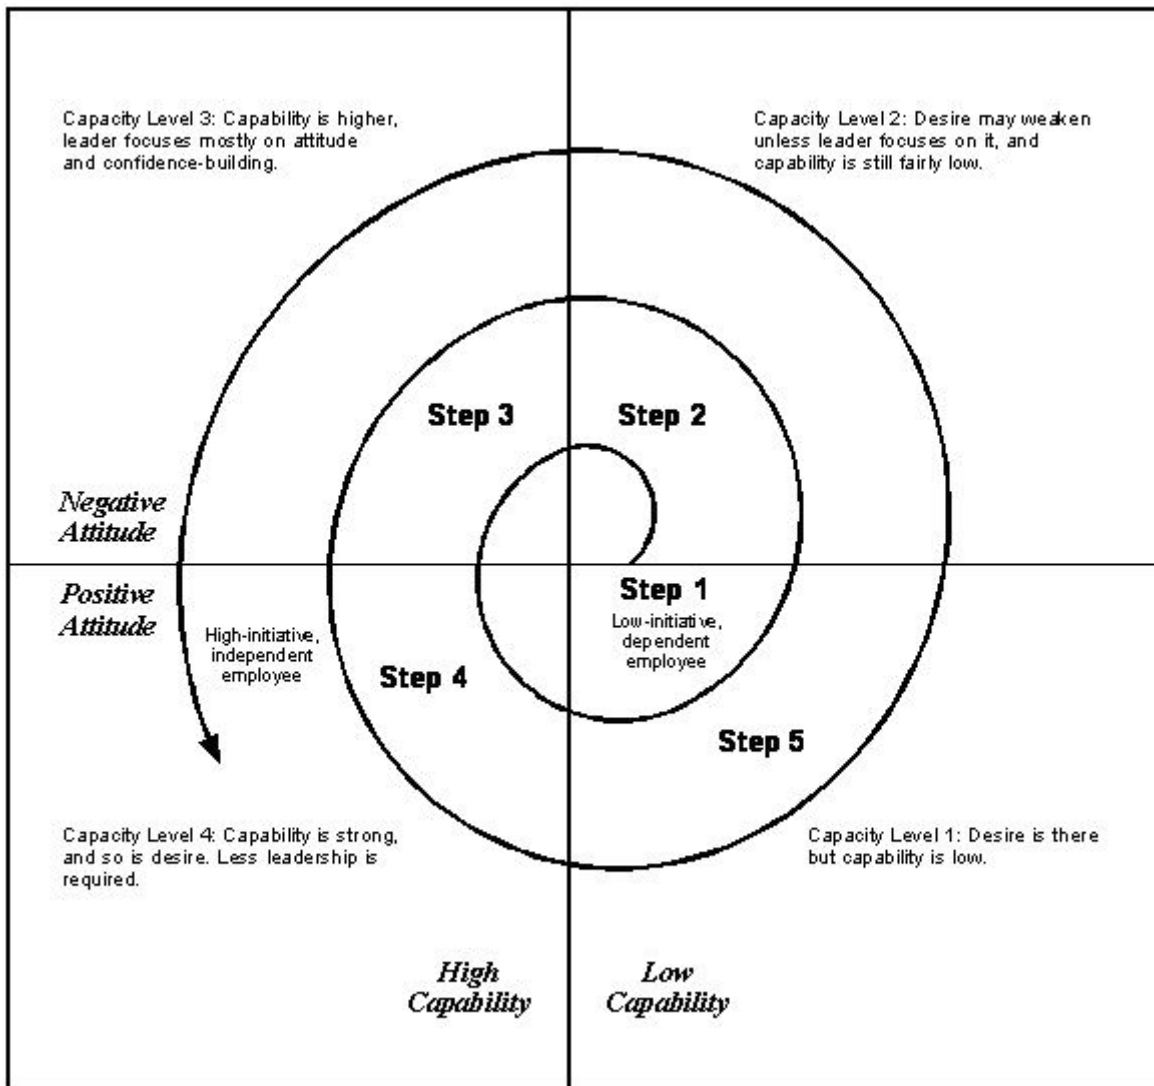 Capacity Level 3: Capability is higher,
leader focuses mostly on attitude
and confidence-building.
Capacity Level 2: Desire may weaken
unless leader focuses on it, and
capability is still fairly low.
Step 3
Step 2
Negative
Attitude
Positive
Attitude
Step 1
Low-initiative,
dependent
employee
High-initiative,
independent
employee
Step 4
Step 5
Capacity Level 4: Capability is strong,
and so is desire. Less leadership is
required.
Capacity Level 1: Desire is there
but capability is low.
High
Capability
Low
Capability